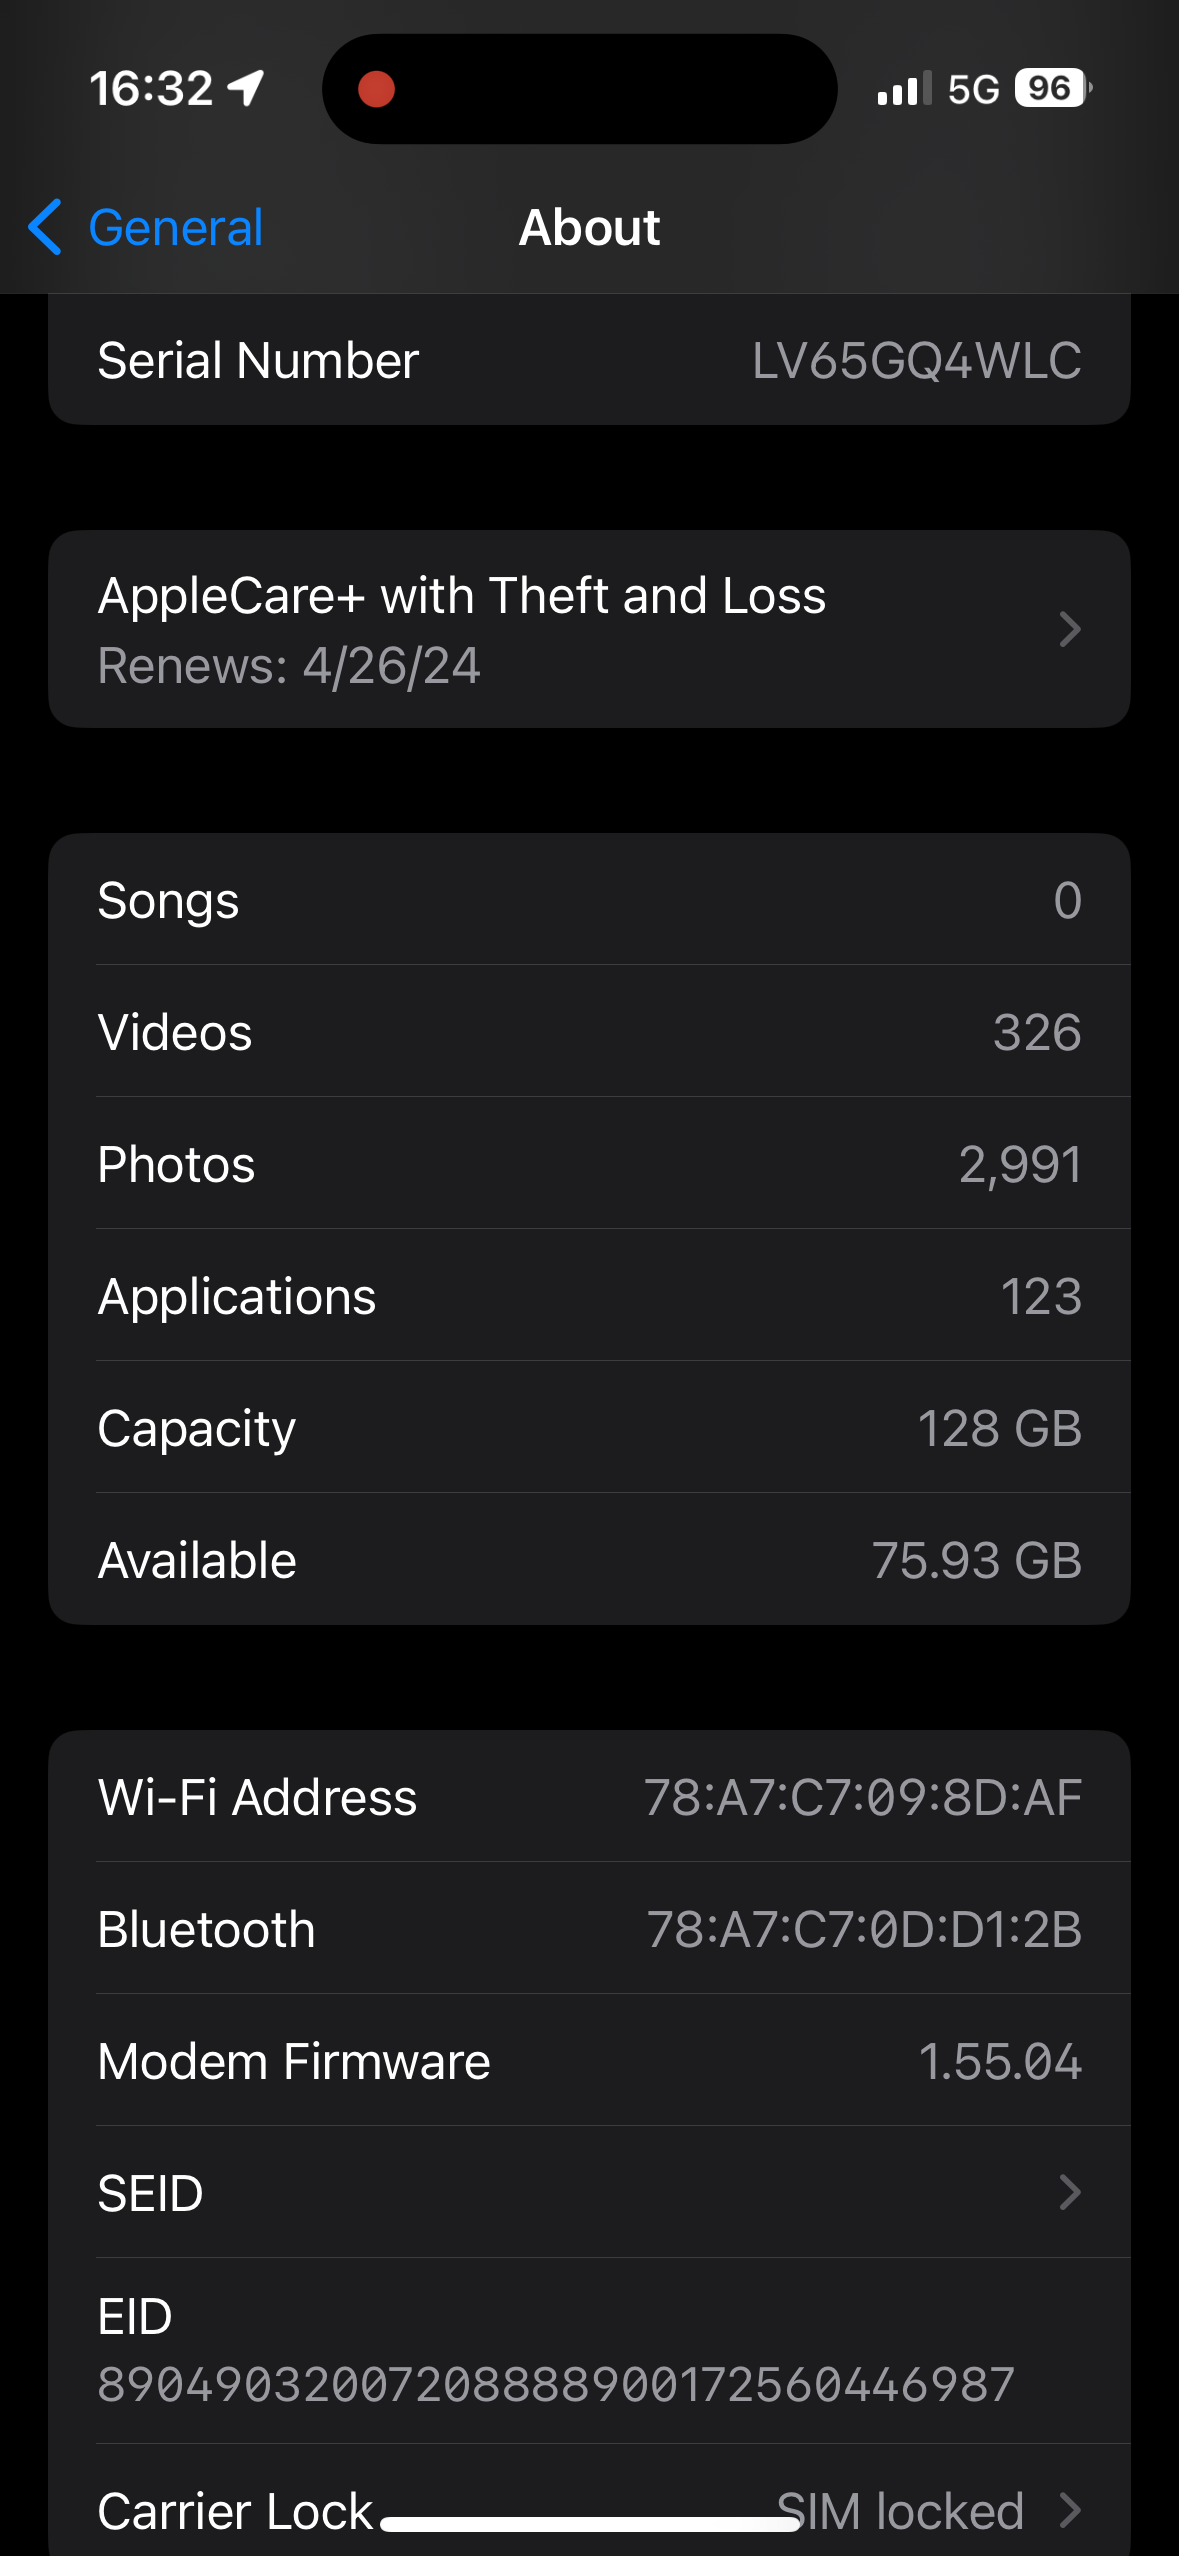 16:32
5G
96
General
About
Serial Number
LV65GQ4WLC
AppleCare+ with Theft and Loss
Renews: 4/26/24
Songs
0
Videos
326
Photos
2,991
Applications
123
Capacity
128 GB
Available
75.93 GB
Wi-Fi Address
78:A7:C7:09:8D:AF
Bluetooth
78:A7:C7:0D:D1:2B
Modem Firmware
1.55.04
SEID
EID
89049032007208888900172560446987
Carrier Lock
SIM locked